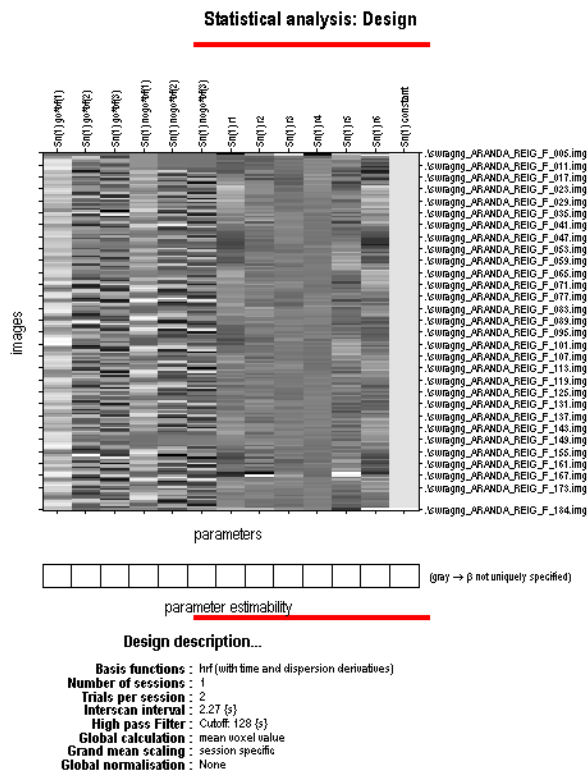 Statistical analysis: Design
Sn(1) go*bf(1)
Sn(1) go*bf(2)
Sn(1) go*bf(3)
Sn(1) nogo*bf(1)
Sn(1) nogo*bf(2)
Sn(1) nogo*bf(3)
Sn(1) r1
Sn(1) r2
Sn(1) r3
Sn(1) r4
Sn(1) r5
Sn(1) r6
Sn(1) constant
images
.\swragng_ARANDA_REIG_F_005.img
.\swragng_ARANDA_REIG_F_011.img
.\swragng_ARANDA_REIG_F_017.img
.\swragng_ARANDA_REIG_F_023.img
.\swragng_ARANDA_REIG_F_029.img
.\swragng_ARANDA_REIG_F_035.img
.\swragng_ARANDA_REIG_F_041.img
.\swragng_ARANDA_REIG_F_047.img
.\swragng_ARANDA_REIG_F_053.img
.\swragng_ARANDA_REIG_F_059.img
.\swragng_ARANDA_REIG_F_065.img
.\swragng_ARANDA_REIG_F_071.img
.\swragng_ARANDA_REIG_F_077.img
.\swragng_ARANDA_REIG_F_083.img
.\swragng_ARANDA_REIG_F_089.img
.\swragng_ARANDA_REIG_F_095.img
.\swragng_ARANDA_REIG_F_101.img
.\swragng_ARANDA_REIG_F_107.img
.\swragng_ARANDA_REIG_F_113.img
.\swragng_ARANDA_REIG_F_119.img
.\swragng_ARANDA_REIG_F_125.img
.\swragng_ARANDA_REIG_F_131.img
.\swragng_ARANDA_REIG_F_137.img
.\swragng_ARANDA_REIG_F_143.img
.\swragng_ARANDA_REIG_F_149.img
.\swragng_ARANDA_REIG_F_155.img
.\swragng_ARANDA_REIG_F_161.img
.\swragng_ARANDA_REIG_F_167.img
.\swragng_ARANDA_REIG_F_173.img
.\swragng_ARANDA_REIG_F_184.img
parameters
(gray → β not uniquely specified)
parameter estimability
Design description...
Basis functions : hrf (with time and dispersion derivatives)
Number of sessions : 1
Trials per session : 2
Interscan interval : 2.27 {s}
High pass Filter : Cutoff: 128 {s}
Global calculation : mean voxel value
Grand mean scaling : session specific
Global normalisation : None